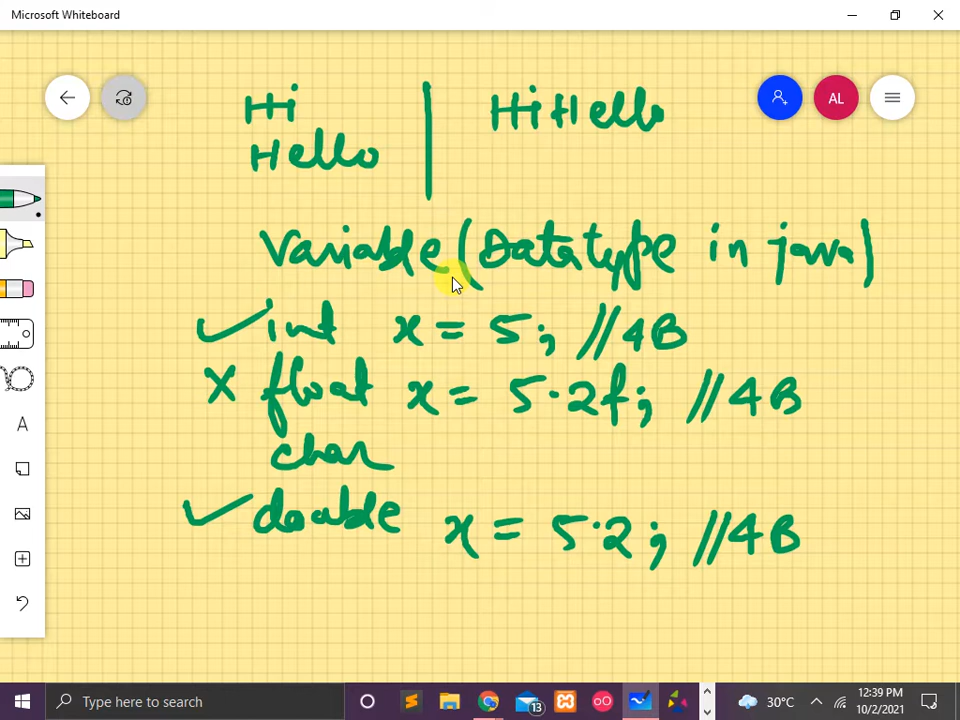 Microsoft Whiteboard
Hi
Hello
HiHello
AL
Variable (Datatype in java)
✓ int x = 5; //4B
X float x = 5.2f; //4B
char
✓ double x = 5.2; //4B
A
Type here to search
13
30°C
12:39 PM
10/2/2021